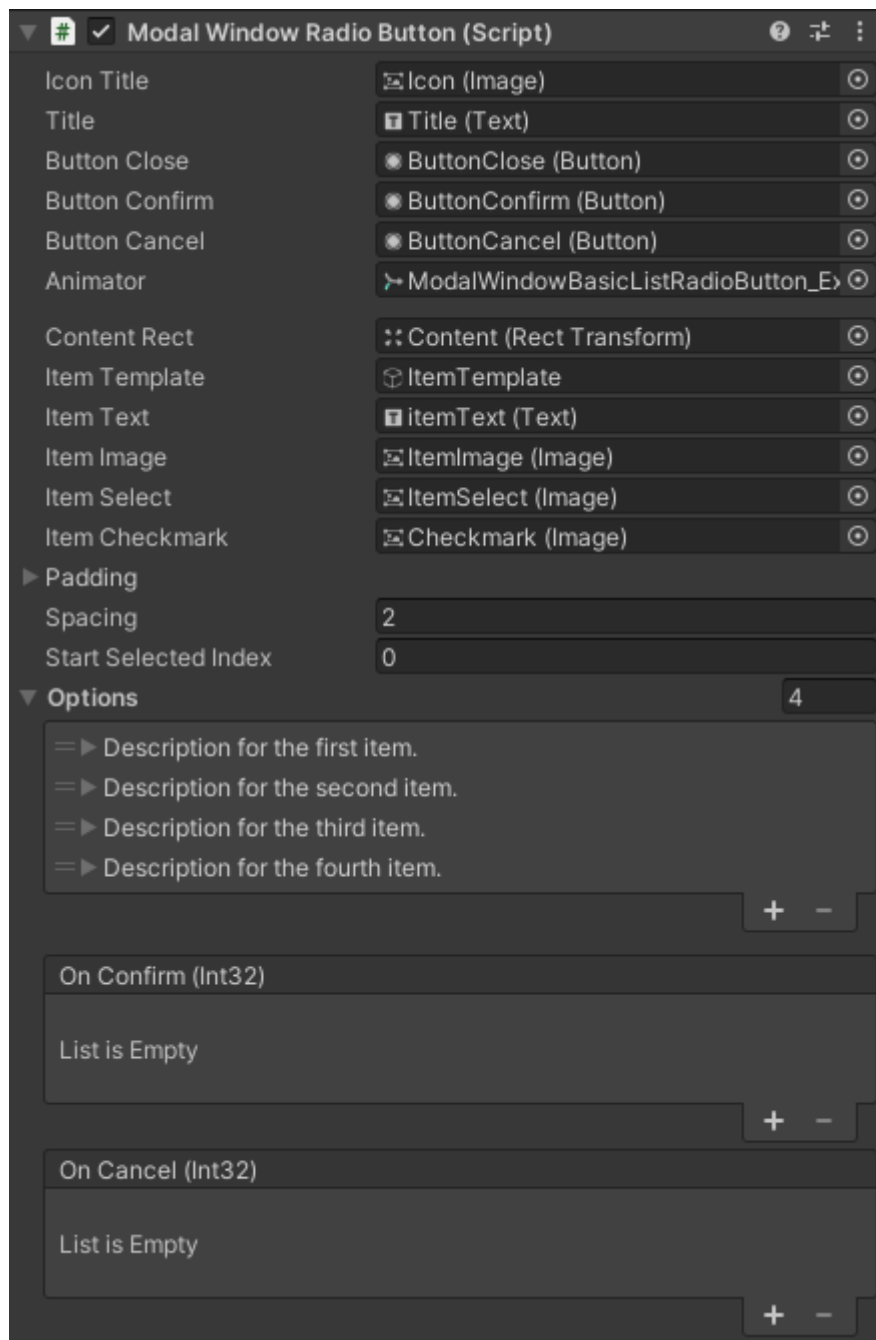 Modal Window Radio Button (Script)
Icon Title Icon (Image)
Title Title (Text)
Button Close ButtonClose (Button)
Button Confirm ButtonConfirm (Button)
Button Cancel ButtonCancel (Button)
Animator ModalWindowBasicListRadioButton_Ex
Content Rect Content (Rect Transform)
Item Template ItemTemplate
Item Text itemText (Text)
Item Image ItemImage (Image)
Item Select ItemSelect (Image)
Item Checkmark Checkmark (Image)
Padding
Spacing 2
Start Selected Index 0
Options 4
Description for the first item.
Description for the second item.
Description for the third item.
Description for the fourth item.
+ −
On Confirm (Int32)
List is Empty
+ −
On Cancel (Int32)
List is Empty
+ −